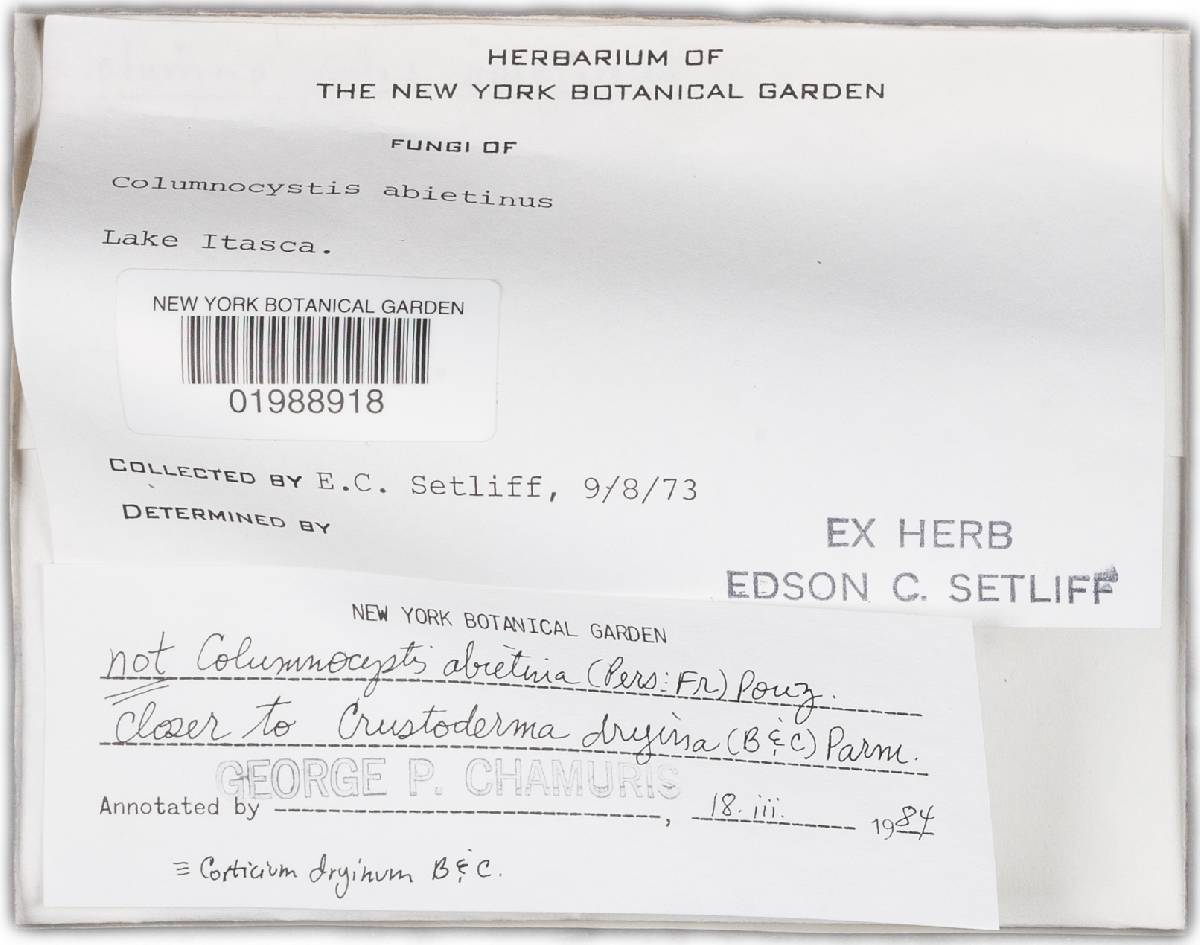 HERBARIUM OF
THE NEW YORK BOTANICAL GARDEN
FUNGI OF
Columnocystis abietinus
Lake Itasca.
NEW YORK BOTANICAL GARDEN
01988918
COLLECTED BY E.C. Setliff, 9/8/73
DETERMINED BY
EX HERB
EDSON C. SETLIFF
NEW YORK BOTANICAL GARDEN
not Columnocystis abietina (Pers: Fr) Pouz.
closer to Crustoderma dryina (B & C) Parm.
GEORGE P. CHAMURIS
Annotated by , 18. iii. 1984
≡ Corticium dryinum B & C.